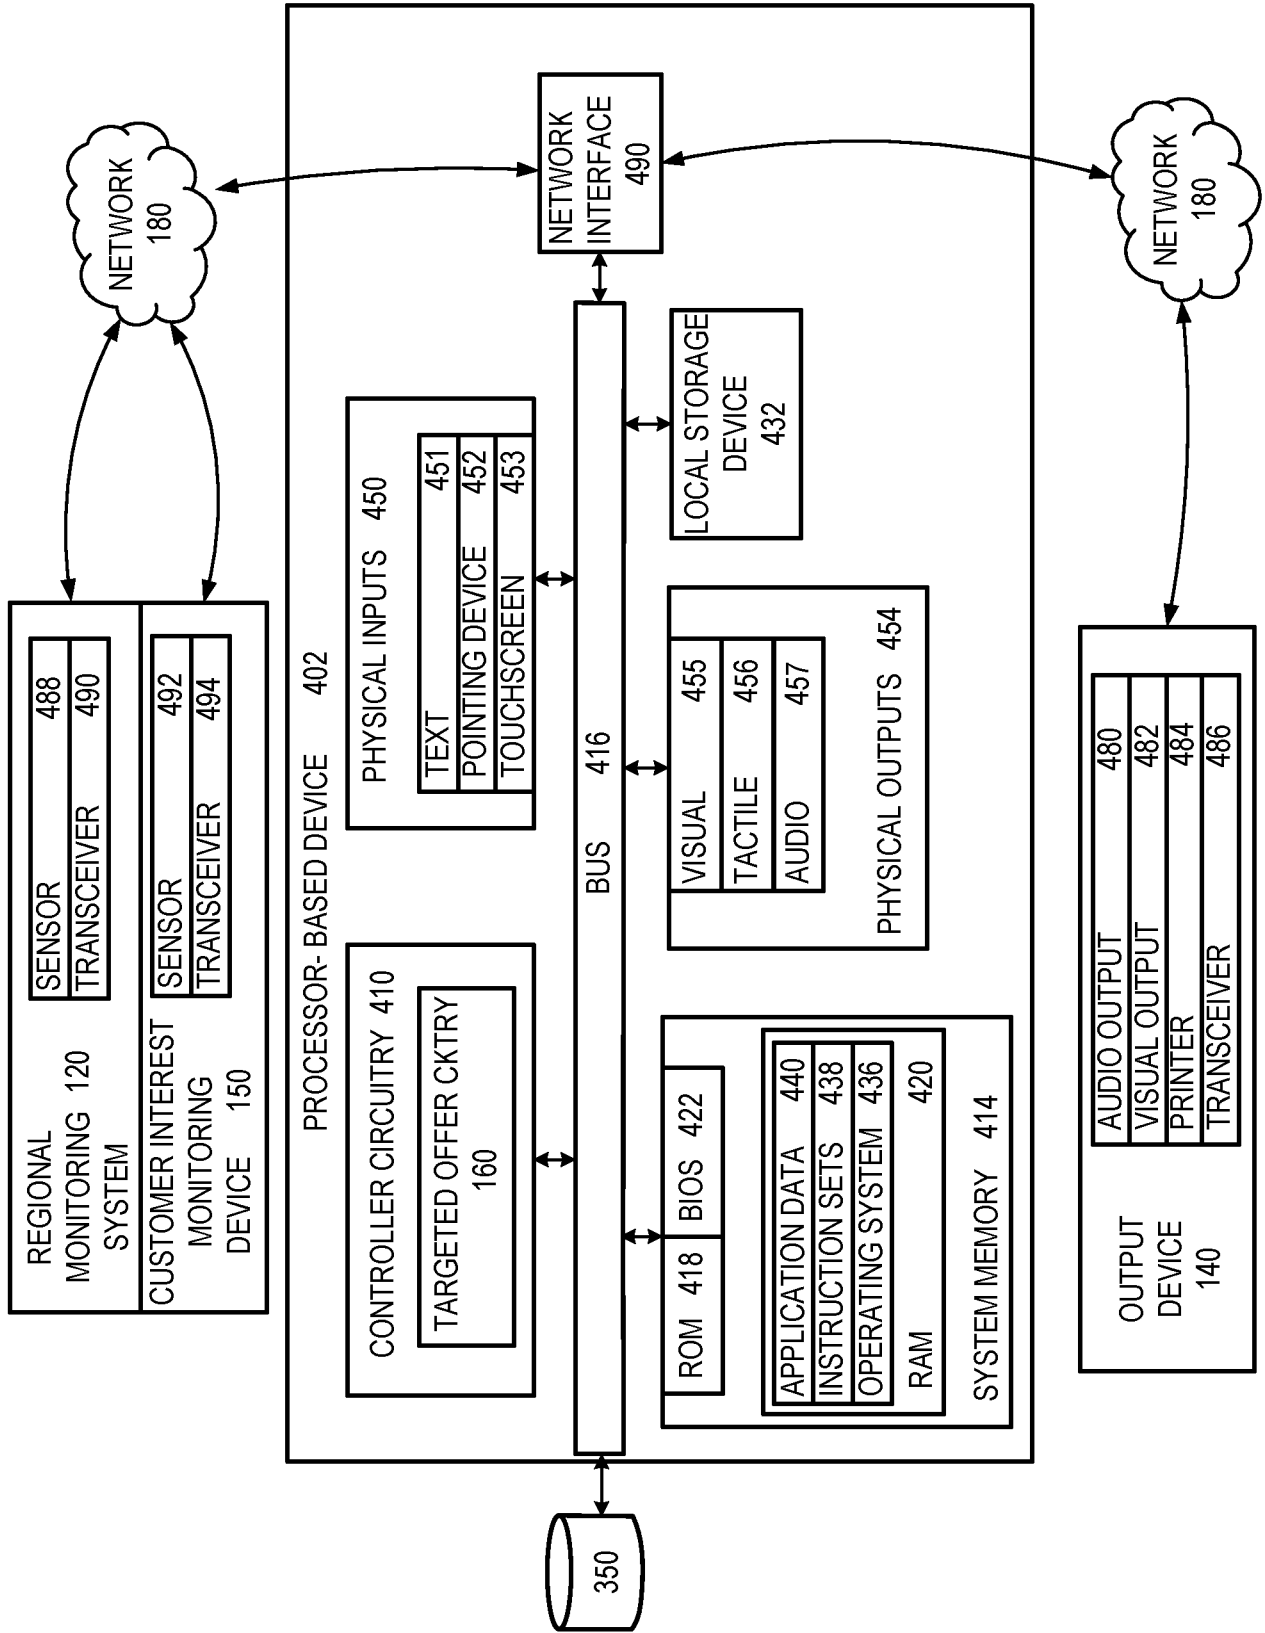 REGIONAL
MONITORING 120
SYSTEM
SENSOR 488
TRANSCEIVER 490
CUSTOMER INTEREST
MONITORING
DEVICE 150
SENSOR 492
TRANSCEIVER 494
NETWORK
180
PROCESSOR- BASED DEVICE 402
CONTROLLER CIRCUITRY 410
TARGETED OFFER CKTRY
160
PHYSICAL INPUTS 450
TEXT 451
POINTING DEVICE 452
TOUCHSCREEN 453
NETWORK
INTERFACE
490
350
BUS 416
ROM 418
BIOS 422
APPLICATION DATA 440
INSTRUCTION SETS 438
OPERATING SYSTEM 436
RAM 420
SYSTEM MEMORY 414
VISUAL 455
TACTILE 456
AUDIO 457
PHYSICAL OUTPUTS 454
LOCAL STORAGE
DEVICE
432
OUTPUT
DEVICE
140
AUDIO OUTPUT 480
VISUAL OUTPUT 482
PRINTER 484
TRANSCEIVER 486
NETWORK
180